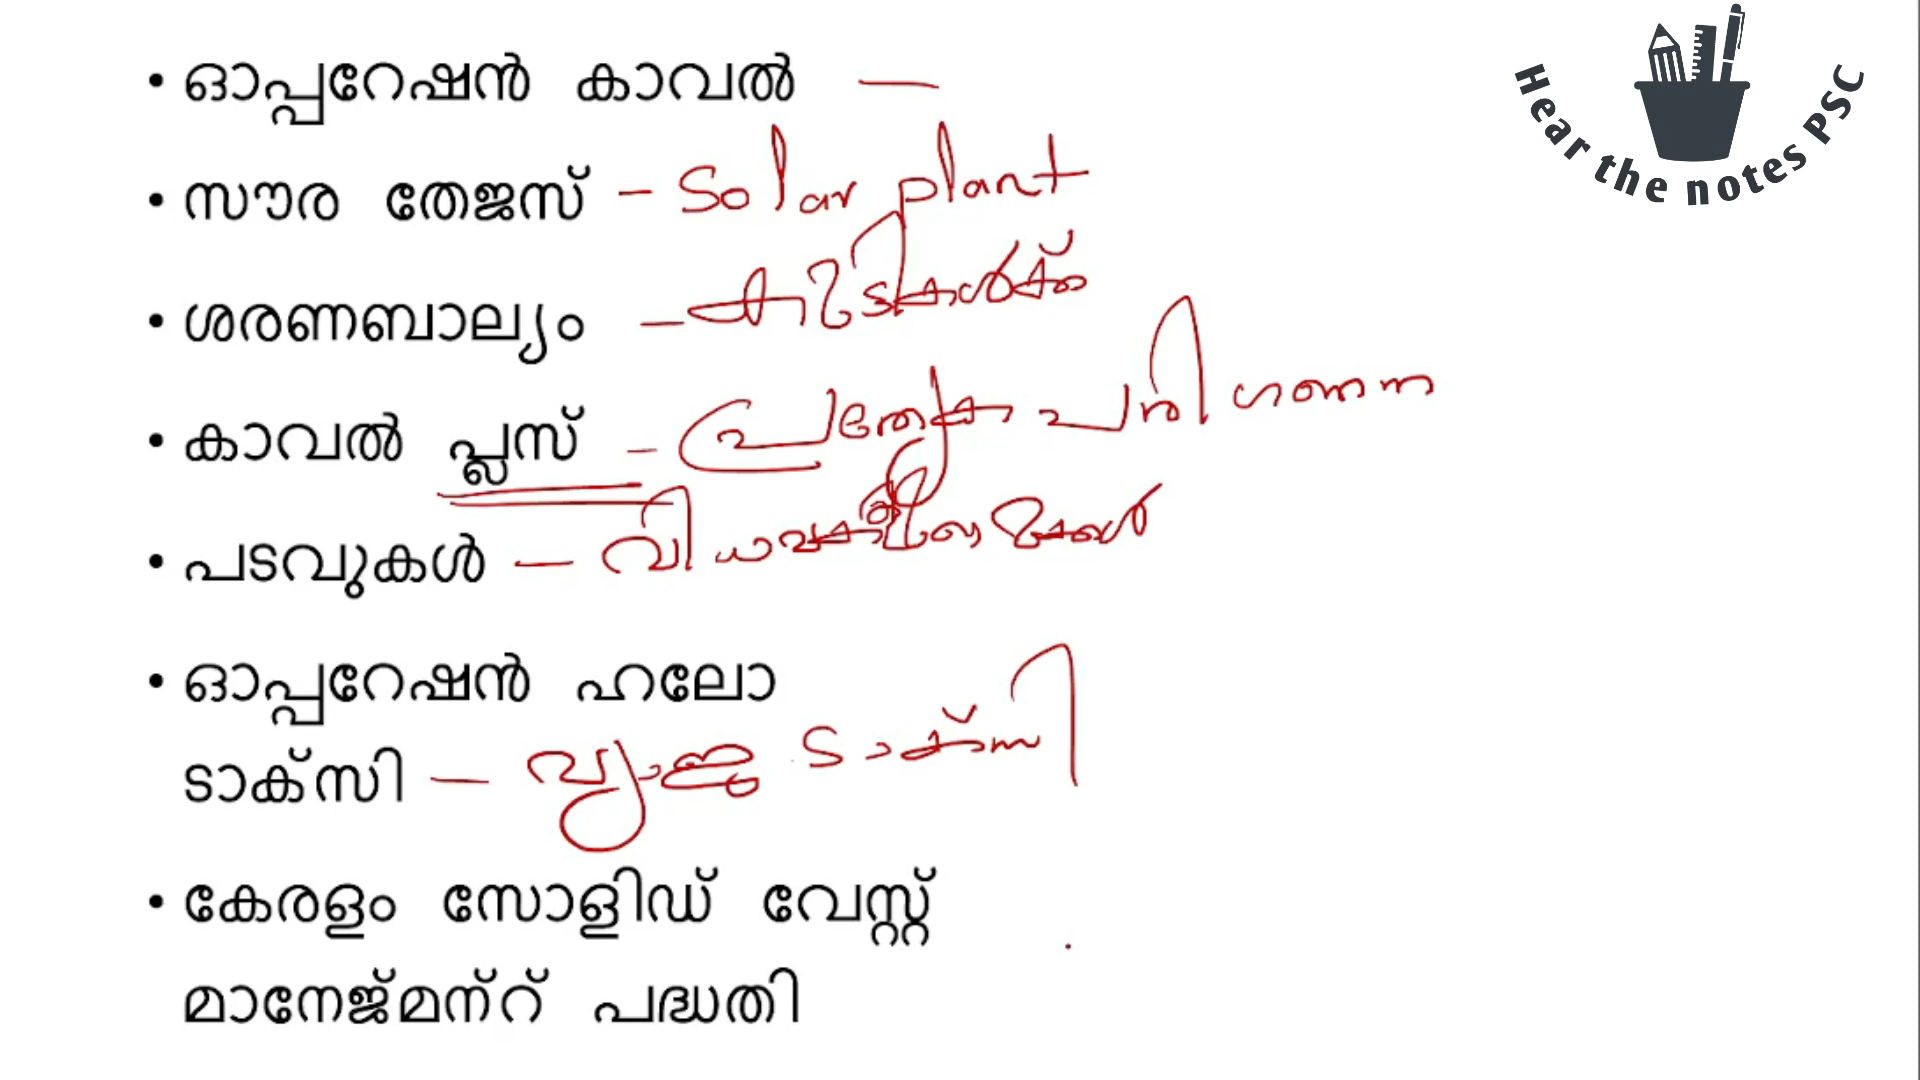 • ഓപ്പറേഷൻ കാവൽ —
• സൗര തേജസ് - Solar plant
• ശരണബാല്യം - കുട്ടികൾക്ക്
• കാവൽ പ്ലസ് - പ്രത്യേക പരിഗണന
• പടവുകൾ — വിധവകളുടെ മക്കൾ
• ഓപ്പറേഷൻ ഹലോ
ടാക്സി — വ്യാജ ടാക്സി
• കേരളം സോളിഡ് വേസ്റ്റ്
മാനേജ്മന്റ് പദ്ധതി
Hear the notes PSC